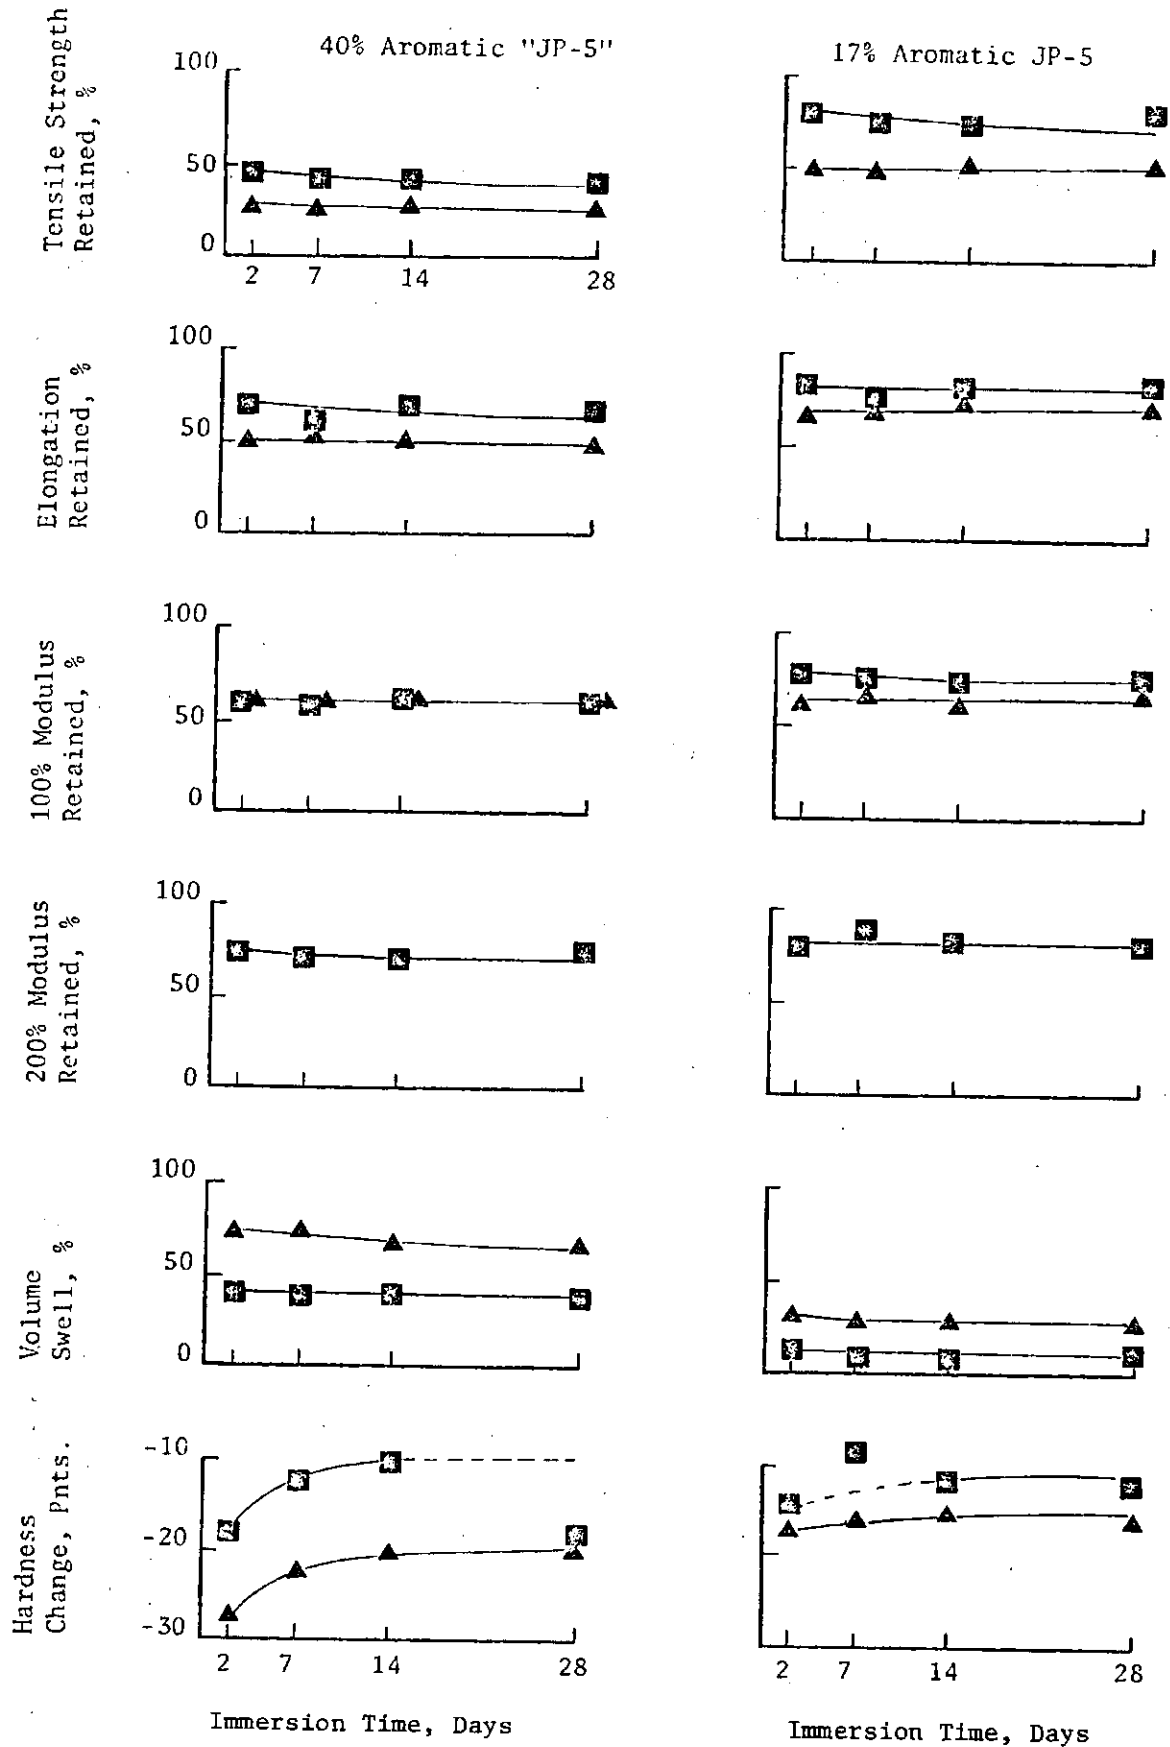 40% Aromatic "JP-5"
17% Aromatic JP-5
Tensile Strength
Retained, %
100
50
0
2 7 14 28
Elongation
Retained, %
100
50
0
100% Modulus
Retained, %
100
50
0
200% Modulus
Retained, %
100
50
0
Volume
Swell, %
100
50
0
Hardness
Change, Pnts.
-10
-20
-30
2 7 14 28
2 7 14 28
Immersion Time, Days
Immersion Time, Days